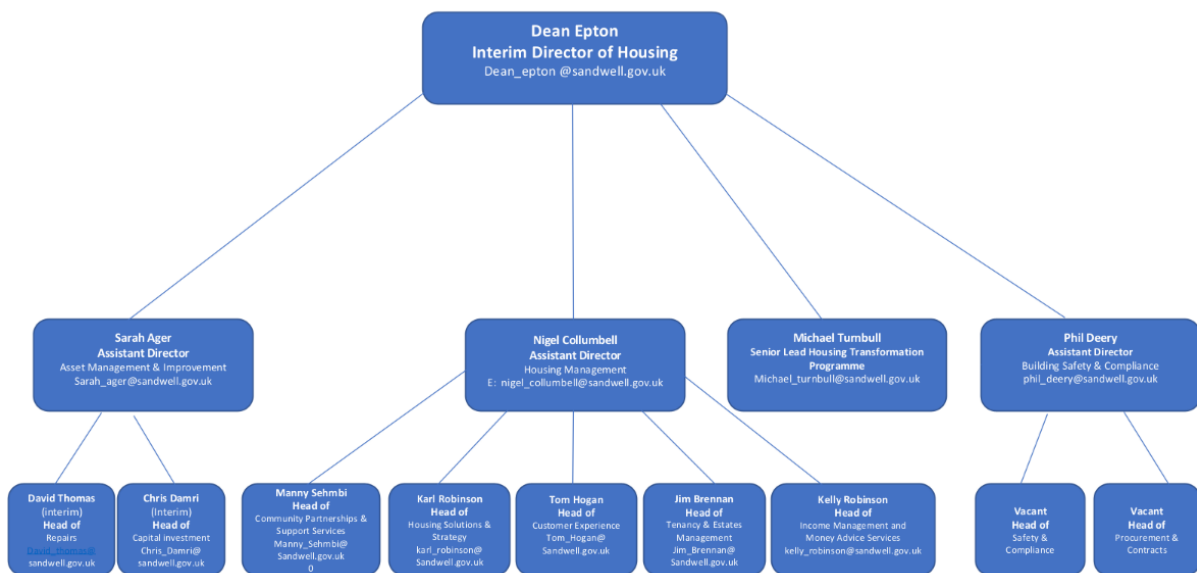 Dean Epton
Interim Director of Housing
Dean_epton @sandwell.gov.uk
Sarah Ager
Assistant Director
Asset Management & Improvement
Sarah_ager@sandwell.gov.uk
Nigel Collumbell
Assistant Director
Housing Management
E: nigel_collumbell@sandwell.gov.uk
Michael Turnbull
Senior Lead Housing Transformation
Programme
Michael_turnbull@sandwell.gov.uk
Phil Deery
Assistant Director
Building Safety & Compliance
phil_deery@sandwell.gov.uk
David Thomas
(interim)
Head of
Repairs
David_thomas@
sandwell.gov.uk
Chris Damri
(Interim)
Head of
Capital investment
Chris_Damri@
sandwell.gov.uk
Manny Sehmbi
Head of
Community Partnerships &
Support Services
Manny_Sehmbi@
Sandwell.gov.uk
0
Karl Robinson
Head of
Housing Solutions &
Strategy
karl_robinson@
Sandwell.gov.uk
Tom Hogan
Head of
Customer Experience
Tom_Hogan@
Sandwell.gov.uk
Jim Brennan
Head of
Tenancy & Estates
Management
Jim_Brennan@
Sandwell.gov.uk
Kelly Robinson
Head of
Income Management and
Money Advice Services
kelly_robinson@sandwell.gov.uk
Vacant
Head of
Safety &
Compliance
Vacant
Head of
Procurement &
Contracts